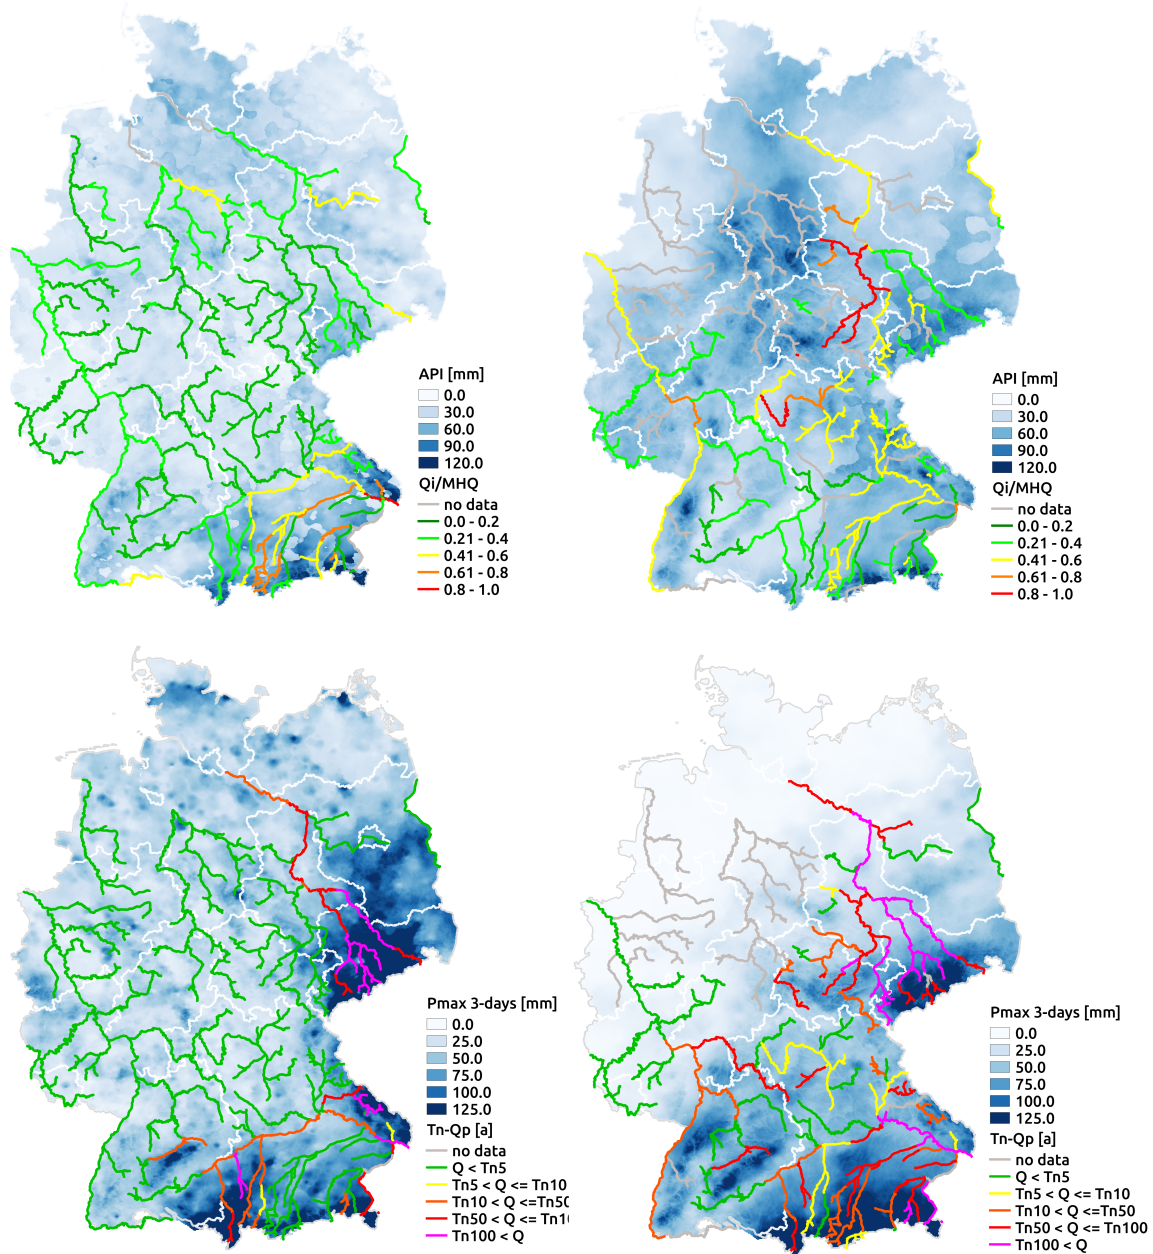 API [mm]
0.0
30.0
60.0
90.0
120.0
Qi/MHQ
no data
0.0 - 0.2
0.21 - 0.4
0.41 - 0.6
0.61 - 0.8
0.8 - 1.0
API [mm]
0.0
30.0
60.0
90.0
120.0
Qi/MHQ
no data
0.0 - 0.2
0.21 - 0.4
0.41 - 0.6
0.61 - 0.8
0.8 - 1.0
Pmax 3-days [mm]
0.0
25.0
50.0
75.0
100.0
125.0
Tn-Qp [a]
no data
Q < Tn5
Tn5 < Q <= Tn10
Tn10 < Q <=Tn50
Tn50 < Q <= Tn10
Tn100 < Q
Pmax 3-days [mm]
0.0
25.0
50.0
75.0
100.0
125.0
Tn-Qp [a]
no data
Q < Tn5
Tn5 < Q <= Tn10
Tn10 < Q <=Tn50
Tn50 < Q <= Tn100
Tn100 < Q